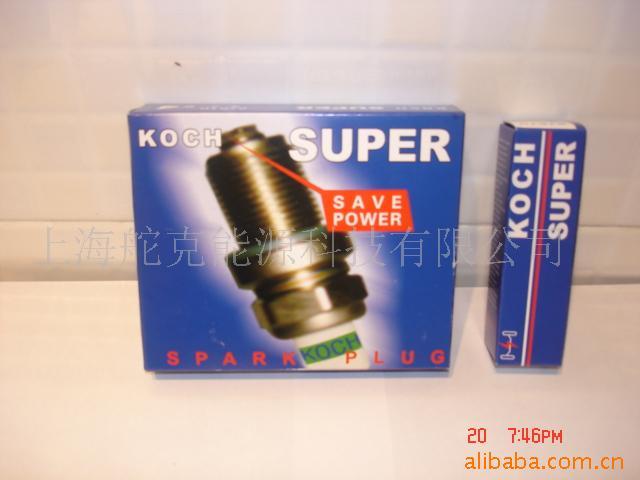 KOCH SUPER
SAVE
POWER
KOCH
SPARK PLUG
KOCH
SUPER
上海舵克能源科技有限公司
20 7:46PM
alibaba.com.cn